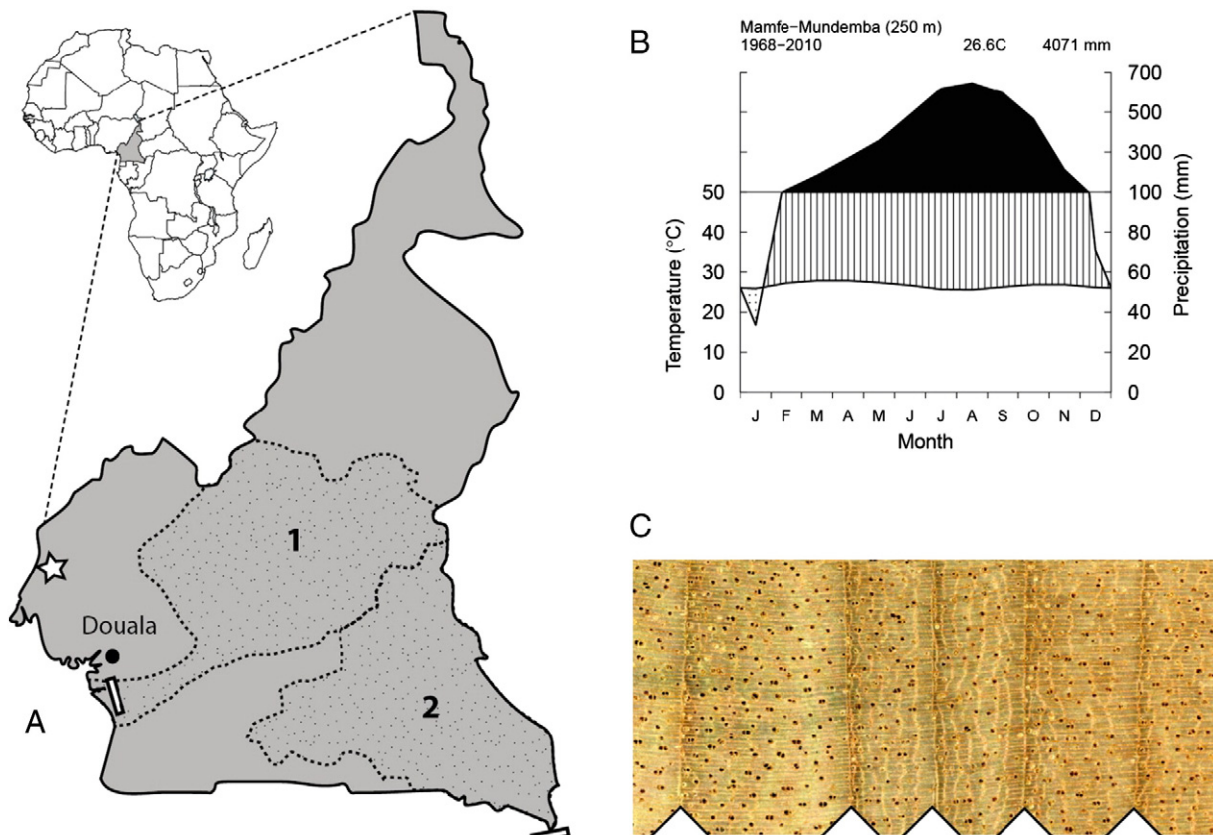 A
1
2
Douala
B
Mamfe-Mundemba (250 m)
1968-2010 26.6C 4071 mm
700
500
300
50 100
40 80
30 60
20 40
10 20
0 0
Temperature (°C)
Precipitation (mm)
J F M A M J J A S O N D
Month
C